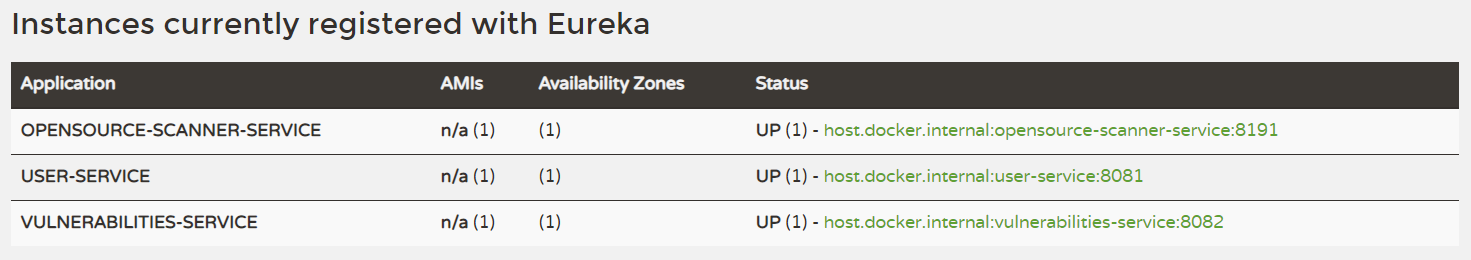 Instances currently registered with Eureka
Application AMIs Availability Zones Status
OPENSOURCE-SCANNER-SERVICE n/a (1) (1) UP (1) - host.docker.internal:opensource-scanner-service:8191
USER-SERVICE n/a (1) (1) UP (1) - host.docker.internal:user-service:8081
VULNERABILITIES-SERVICE n/a (1) (1) UP (1) - host.docker.internal:vulnerabilities-service:8082